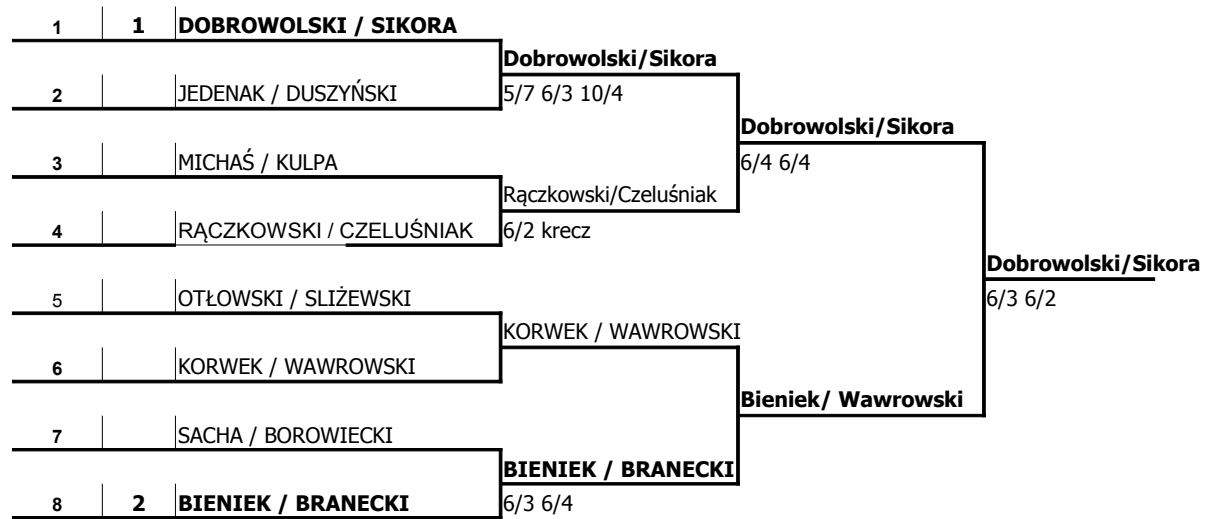 1 1 DOBROWOLSKI / SIKORA
Dobrowolski/Sikora
2 JEDENAK / DUSZYŃSKI 5/7 6/3 10/4
Dobrowolski/Sikora
3 MICHAŚ / KULPA 6/4 6/4
Rączkowski/Czeluśniak
4 RĄCZKOWSKI / CZELUŚNIAK 6/2 krecz
Dobrowolski/Sikora
5 OTŁOWSKI / SLIŻEWSKI 6/3 6/2
KORWEK / WAWROWSKI
6 KORWEK / WAWROWSKI
Bieniek/ Wawrowski
7 SACHA / BOROWIECKI
BIENIEK / BRANECKI
8 2 BIENIEK / BRANECKI 6/3 6/4